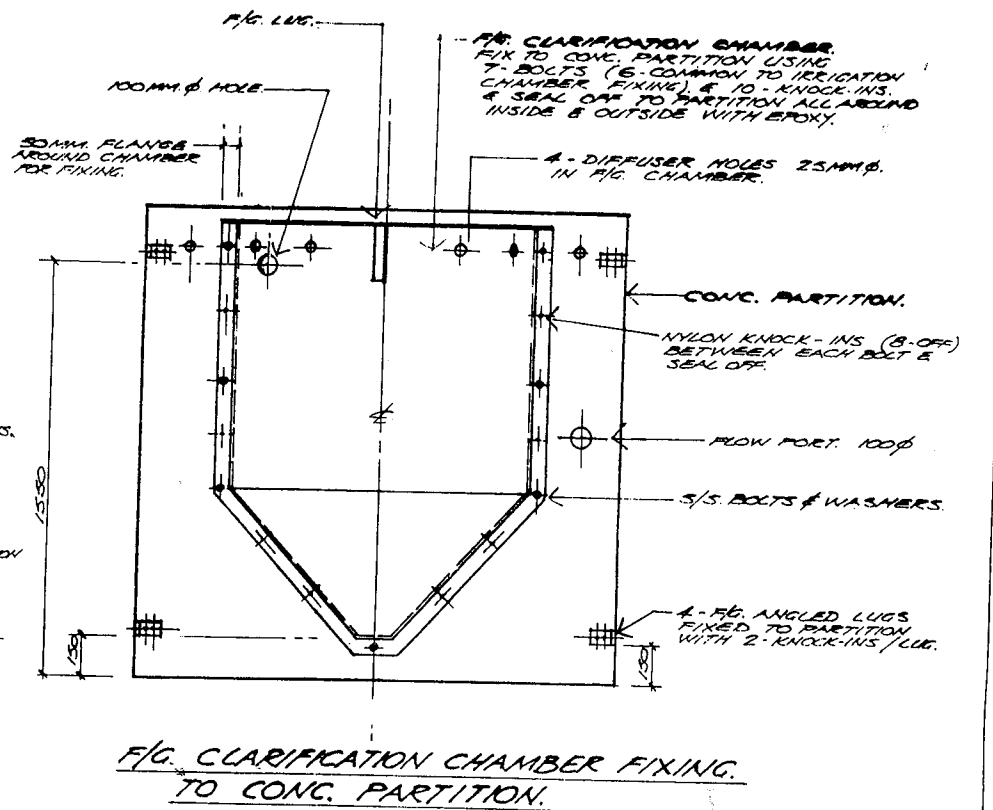 F/G. LUG.
F/G. CLARIFICATION CHAMBER.
FIX TO CONC. PARTITION USING
7-BOLTS (6-COMMON TO IRRIGATION
CHAMBER FIXING). & 10-KNOCK-INS.
& SEAL OFF TO PARTITION ALL AROUND
INSIDE & OUTSIDE WITH EPOXY.
100MM.φ HOLE.
50MM. FLANGE
AROUND CHAMBER
FOR FIXING.
4-DIFFUSER HOLES 25MMφ.
IN F/G. CHAMBER.
CONC. PARTITION.
NYLON KNOCK-INS (8-OFF)
BETWEEN EACH BOLT &
SEAL OFF.
℄
FLOW PORT. 100φ
1550
S/S. BOLTS & WASHERS.
4-F/G. ANGLED LUGS
FIXED TO PARTITION
WITH 2-KNOCK-INS/LUG.
150
150
F/G. CLARIFICATION CHAMBER FIXING.
TO CONC. PARTITION.